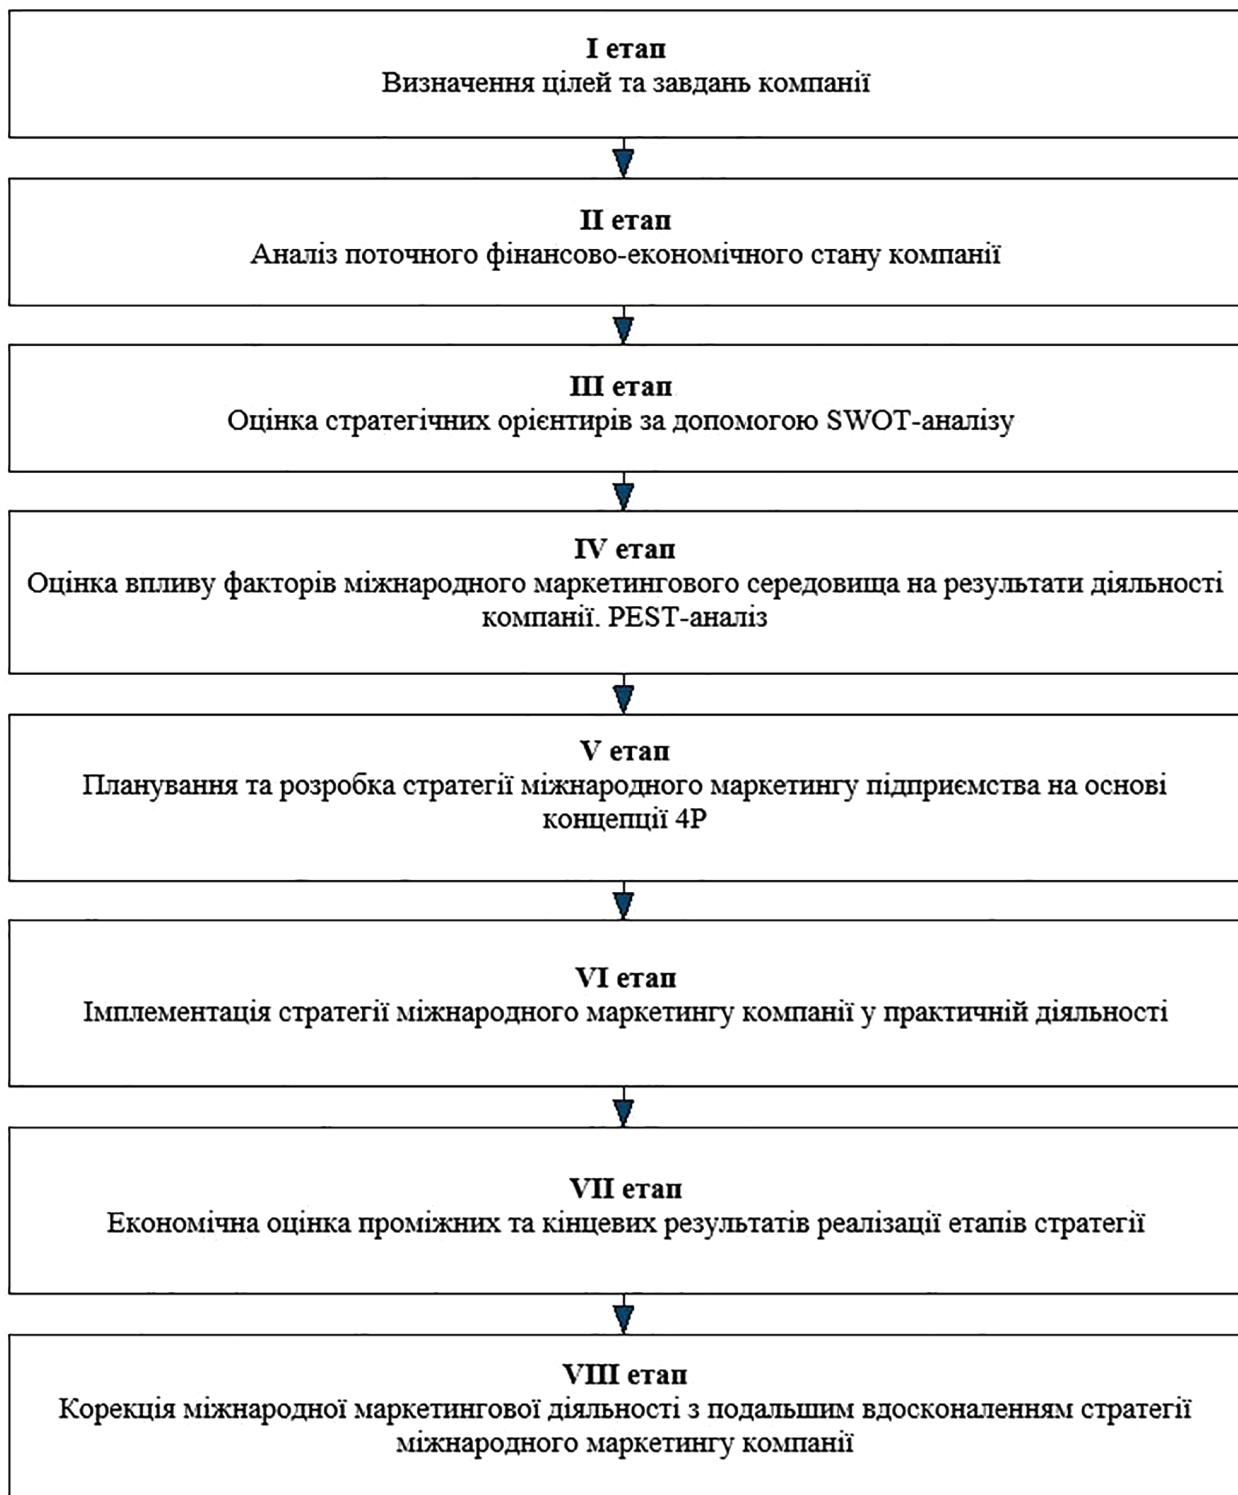 I етап
Визначення цілей та завдань компанії
II етап
Аналіз поточного фінансово-економічного стану компанії
III етап
Оцінка стратегічних орієнтирів за допомогою SWOT-аналізу
IV етап
Оцінка впливу факторів міжнародного маркетингового середовища на результати діяльності
компанії. PEST-аналіз
V етап
Планування та розробка стратегії міжнародного маркетингу підприємства на основі
концепції 4P
VI етап
Імплементація стратегії міжнародного маркетингу компанії у практичній діяльності
VII етап
Економічна оцінка проміжних та кінцевих результатів реалізації етапів стратегії
VIII етап
Корекція міжнародної маркетингової діяльності з подальшим вдосконаленням стратегії
міжнародного маркетингу компанії